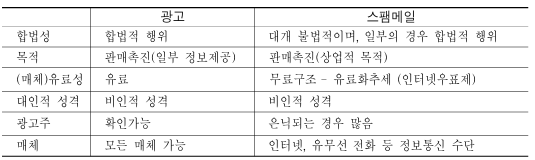 광고 스팸메일
합법성 합법적 행위 대개 불법적이며, 일부의 경우 합법적 행위
목적 판매촉진(일부 정보제공) 판매촉진(상업적 목적)
(매체)유료성 유료 무료구조 - 유료화추세 (인터넷우표제)
대인적 성격 비인적 성격 비인적 성격
광고주 확인가능 은닉되는 경우 많음
매체 모든 매체 가능 인터넷, 유무선 전화 등 정보통신 수단